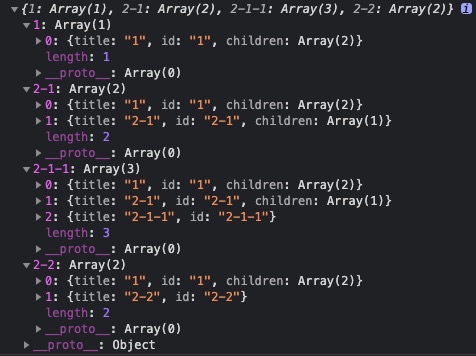 ▼{1: Array(1), 2-1: Array(2), 2-1-1: Array(3), 2-2: Array(2)} i
▼1: Array(1)
▶0: {title: "1", id: "1", children: Array(2)}
length: 1
▶__proto__: Array(0)
▼2-1: Array(2)
▶0: {title: "1", id: "1", children: Array(2)}
▶1: {title: "2-1", id: "2-1", children: Array(1)}
length: 2
▶__proto__: Array(0)
▼2-1-1: Array(3)
▶0: {title: "1", id: "1", children: Array(2)}
▶1: {title: "2-1", id: "2-1", children: Array(1)}
▶2: {title: "2-1-1", id: "2-1-1"}
length: 3
▶__proto__: Array(0)
▼2-2: Array(2)
▶0: {title: "1", id: "1", children: Array(2)}
▶1: {title: "2-2", id: "2-2"}
length: 2
▶__proto__: Array(0)
▶__proto__: Object